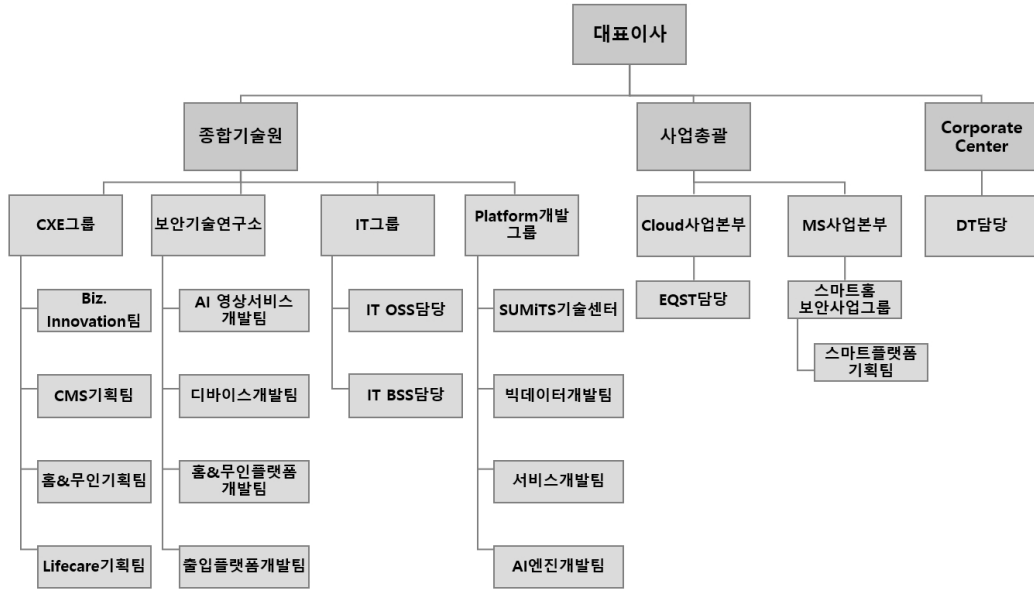 대표이사
종합기술원
사업총괄
Corporate
Center
CXE그룹
보안기술연구소
IT그룹
Platform개발
그룹
Cloud사업본부
MS사업본부
DT담당
Biz.
Innovation팀
AI 영상서비스
개발팀
IT OSS담당
SUMiTS기술센터
EQST담당
스마트홈
보안사업그룹
스마트플랫폼
기획팀
CMS기획팀
디바이스개발팀
IT BSS담당
빅데이터개발팀
홈&무인기획팀
홈&무인플랫폼
개발팀
서비스개발팀
Lifecare기획팀
출입플랫폼개발팀
AI엔진개발팀